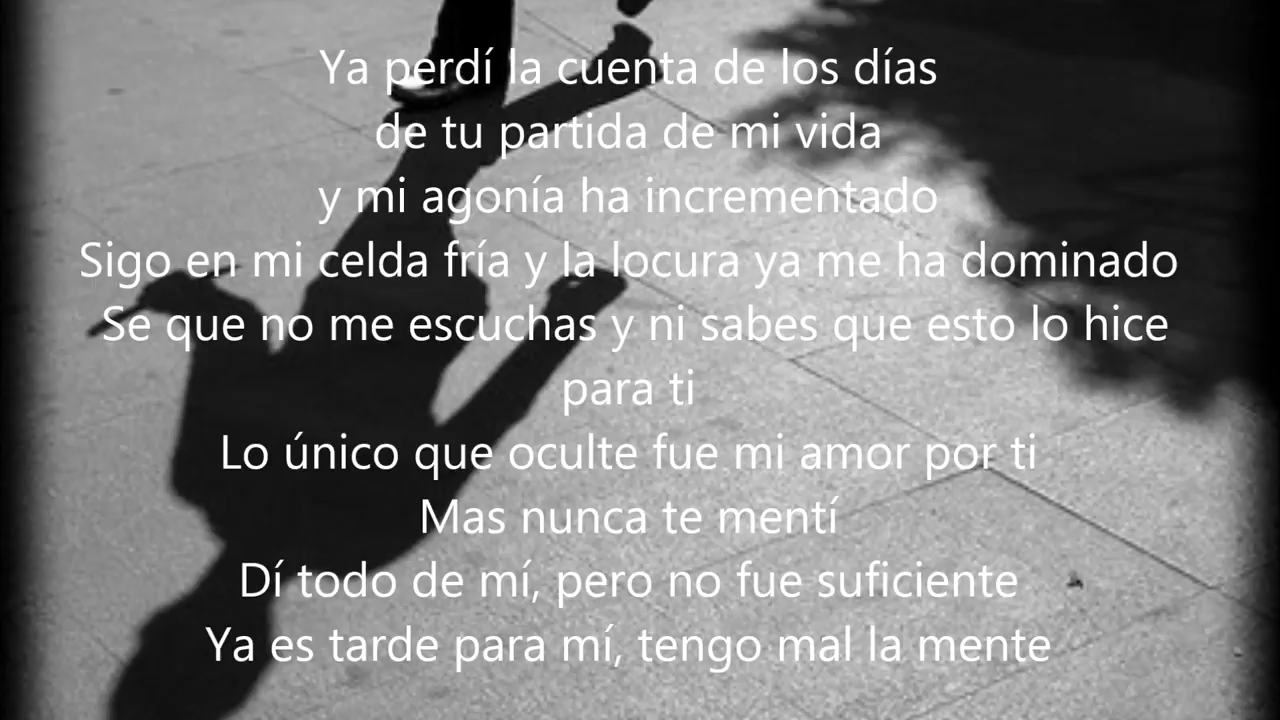 Ya perdí la cuenta de los días
de tu partida de mi vida
y mi agonía ha incrementado
Sigo en mi celda fría y la locura ya me ha dominado
Se que no me escuchas y ni sabes que esto lo hice
para ti
Lo único que oculte fue mi amor por ti
Mas nunca te mentí
Dí todo de mí, pero no fue suficiente
Ya es tarde para mí, tengo mal la mente